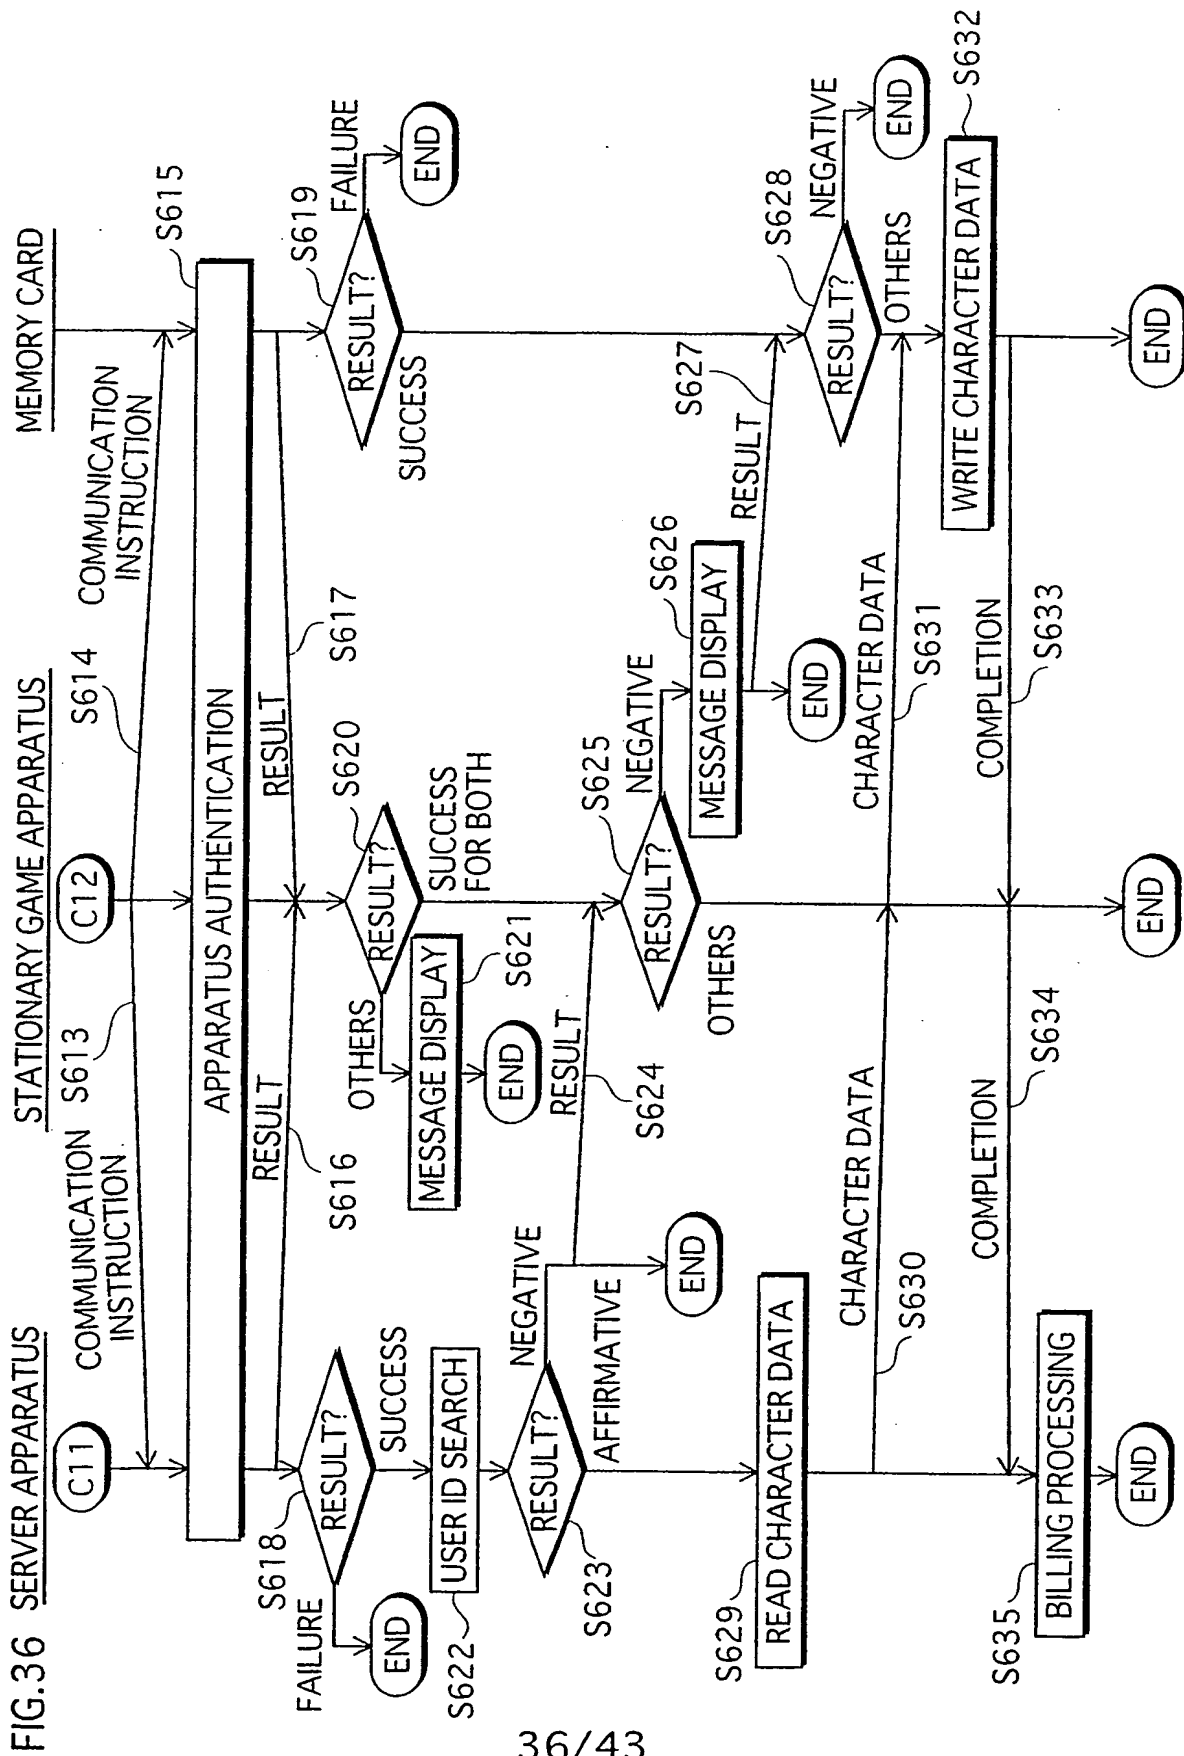 FIG.36
SERVER APPARATUS
STATIONARY GAME APPARATUS
MEMORY CARD
C11
C12
COMMUNICATION
INSTRUCTION
S613
S614
COMMUNICATION
INSTRUCTION
APPARATUS AUTHENTICATION
S615
RESULT
S616
RESULT
S617
S618
RESULT?
FAILURE
END
SUCCESS
S619
RESULT?
FAILURE
END
SUCCESS
S620
RESULT?
OTHERS
SUCCESS
FOR BOTH
MESSAGE DISPLAY
S621
END
USER ID SEARCH
S622
RESULT?
S623
NEGATIVE
AFFIRMATIVE
END
RESULT
S624
S625
RESULT?
NEGATIVE
OTHERS
MESSAGE DISPLAY
S626
END
RESULT
S627
S628
RESULT?
NEGATIVE
END
OTHERS
S629
READ CHARACTER DATA
CHARACTER DATA
S630
CHARACTER DATA
S631
WRITE CHARACTER DATA
S632
COMPLETION
S633
COMPLETION
S634
S635
BILLING PROCESSING
END
END
END
36/43